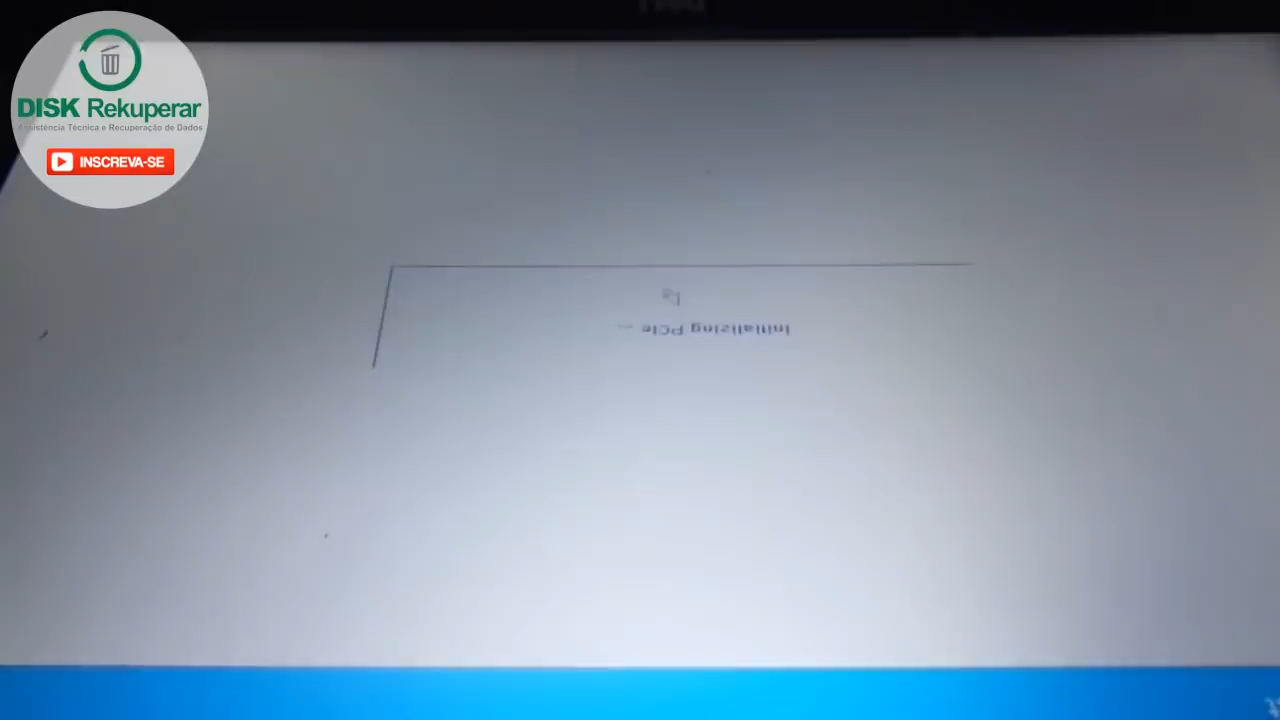 DISK Rekuperar
Assistência Técnica e Recuperação de Dados
INSCREVA-SE
Initializing PCIe ...